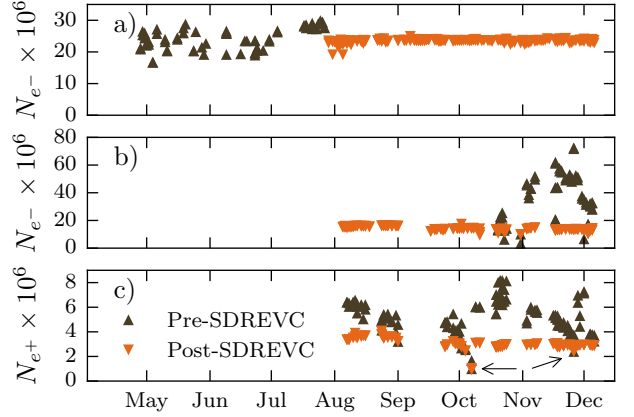 a)
30
20
10
0
N_{e^-} × 10^6
b)
80
60
40
20
0
N_{e^-} × 10^6
c)
8
6
4
2
0
N_{e^+} × 10^6
Pre-SDREVC
Post-SDREVC
May Jun Jul Aug Sep Oct Nov Dec